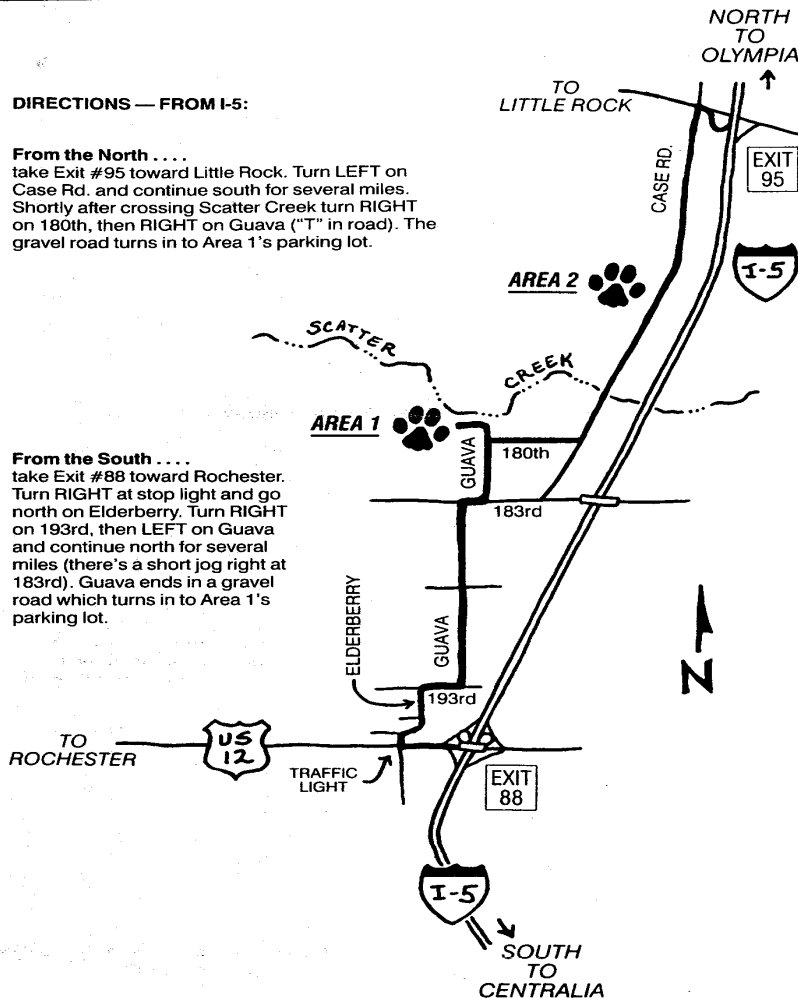 NORTH
TO
OLYMPIA
DIRECTIONS — FROM I-5:
TO
LITTLE ROCK
From the North . . . .
take Exit #95 toward Little Rock. Turn LEFT on
Case Rd. and continue south for several miles.
Shortly after crossing Scatter Creek turn RIGHT
on 180th, then RIGHT on Guava ("T" in road). The
gravel road turns in to Area 1's parking lot.
CASE RD.
EXIT
95
I-5
AREA 2
SCATTER
CREEK
AREA 1
GUAVA
180th
183rd
From the South . . . .
take Exit #88 toward Rochester.
Turn RIGHT at stop light and go
north on Elderberry. Turn RIGHT
on 193rd, then LEFT on Guava
and continue north for several
miles (there's a short jog right at
183rd). Guava ends in a gravel
road which turns in to Area 1's
parking lot.
ELDERBERRY
GUAVA
N
193rd
TO
ROCHESTER
US
12
TRAFFIC
LIGHT
EXIT
88
I-5
SOUTH
TO
CENTRALIA